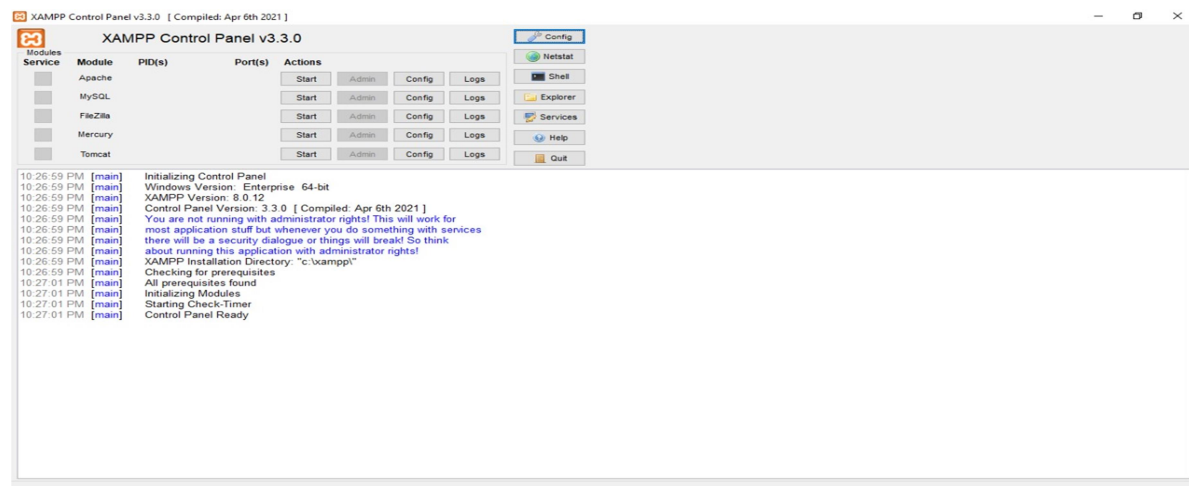 XAMPP Control Panel v3.3.0 [ Compiled: Apr 6th 2021 ]
XAMPP Control Panel v3.3.0
Config
Modules
Service Module PID(s) Port(s) Actions
Netstat
Apache Start Admin Config Logs
Shell
MySQL Start Admin Config Logs
Explorer
FileZilla Start Admin Config Logs
Services
Mercury Start Admin Config Logs
Help
Tomcat Start Admin Config Logs
Quit
10:26:59 PM [main] Initializing Control Panel
10:26:59 PM [main] Windows Version: Enterprise 64-bit
10:26:59 PM [main] XAMPP Version: 8.0.12
10:26:59 PM [main] Control Panel Version: 3.3.0 [ Compiled: Apr 6th 2021 ]
10:26:59 PM [main] You are not running with administrator rights! This will work for
10:26:59 PM [main] most application stuff but whenever you do something with services
10:26:59 PM [main] there will be a security dialogue or things will break! So think
10:26:59 PM [main] about running this application with administrator rights!
10:26:59 PM [main] XAMPP Installation Directory: "c:\xampp\"
10:26:59 PM [main] Checking for prerequisites
10:27:01 PM [main] All prerequisites found
10:27:01 PM [main] Initializing Modules
10:27:01 PM [main] Starting Check-Timer
10:27:01 PM [main] Control Panel Ready